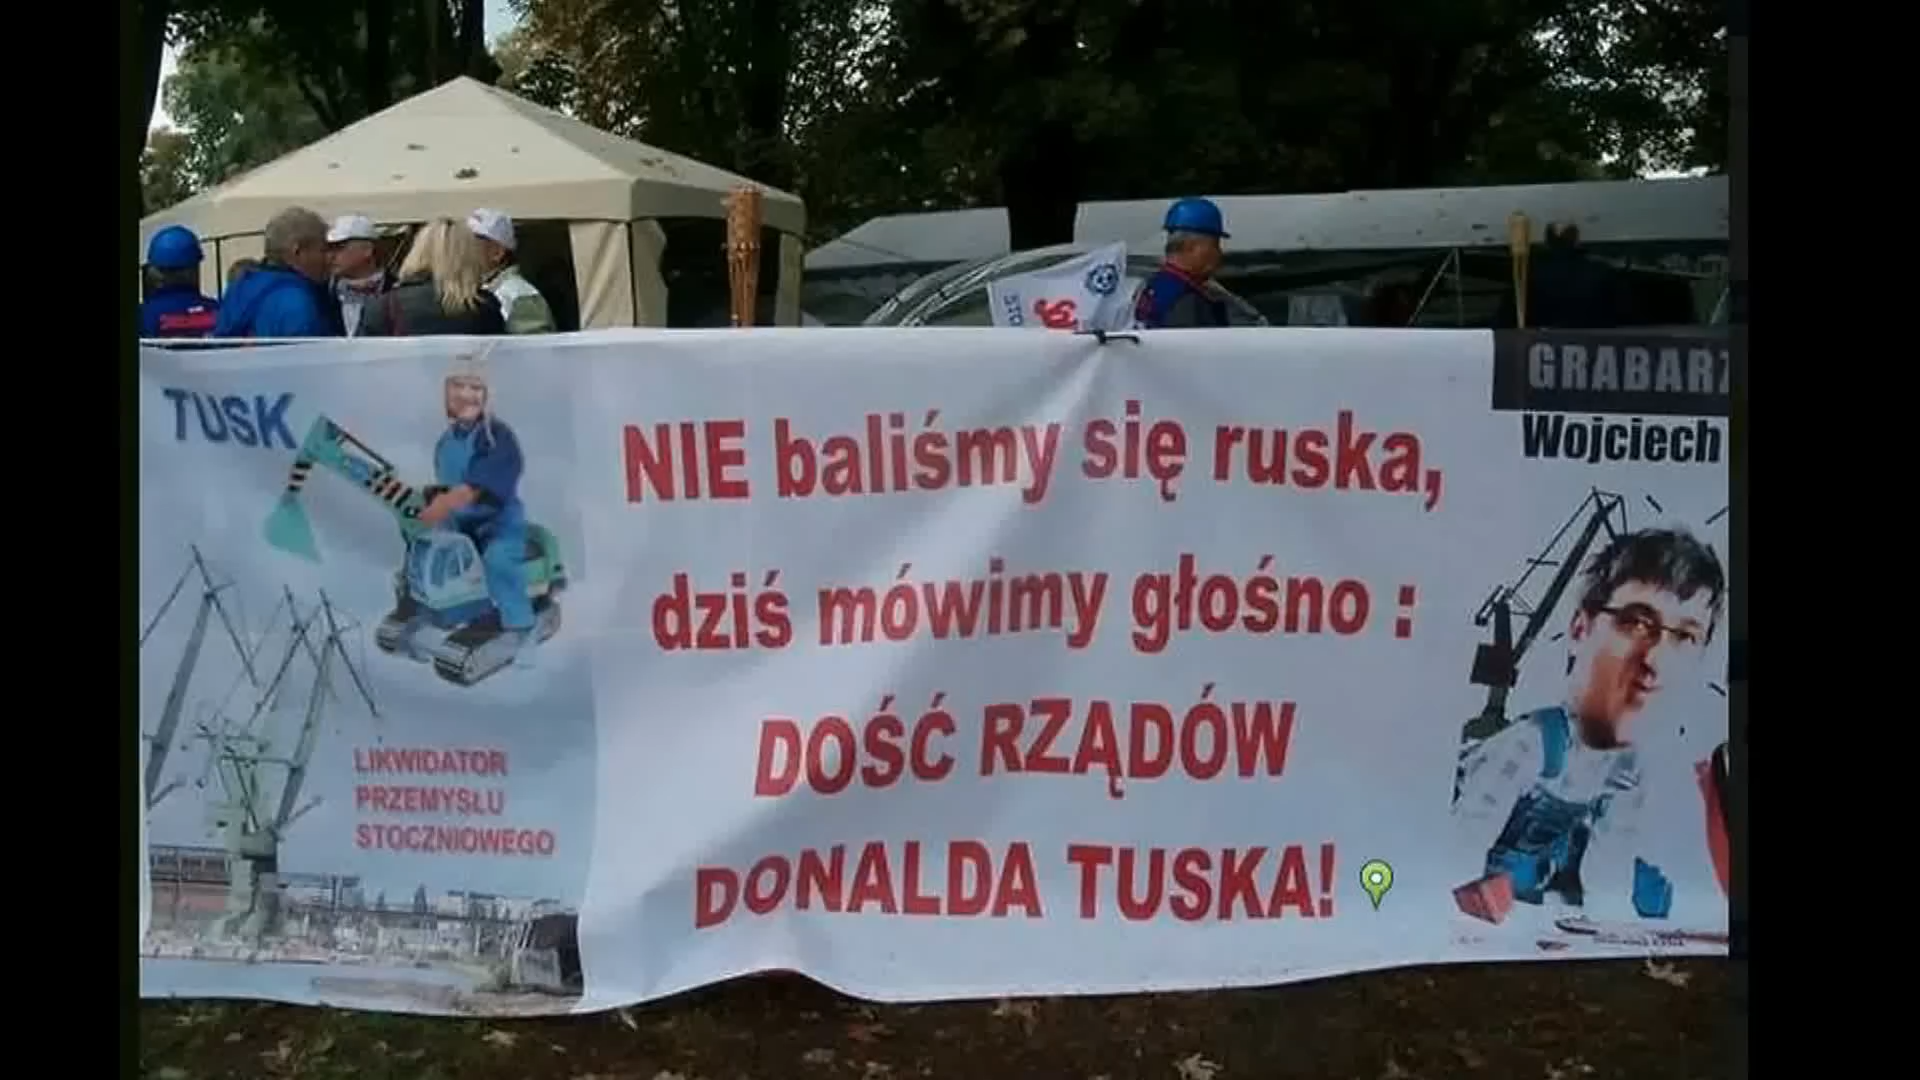 TUSK
LIKWIDATOR
PRZEMYSŁU
STOCZNIOWEGO
NIE baliśmy się ruska,
dziś mówimy głośno :
DOŚĆ RZĄDÓW
DONALDA TUSKA!
GRABARZ
Wojciech